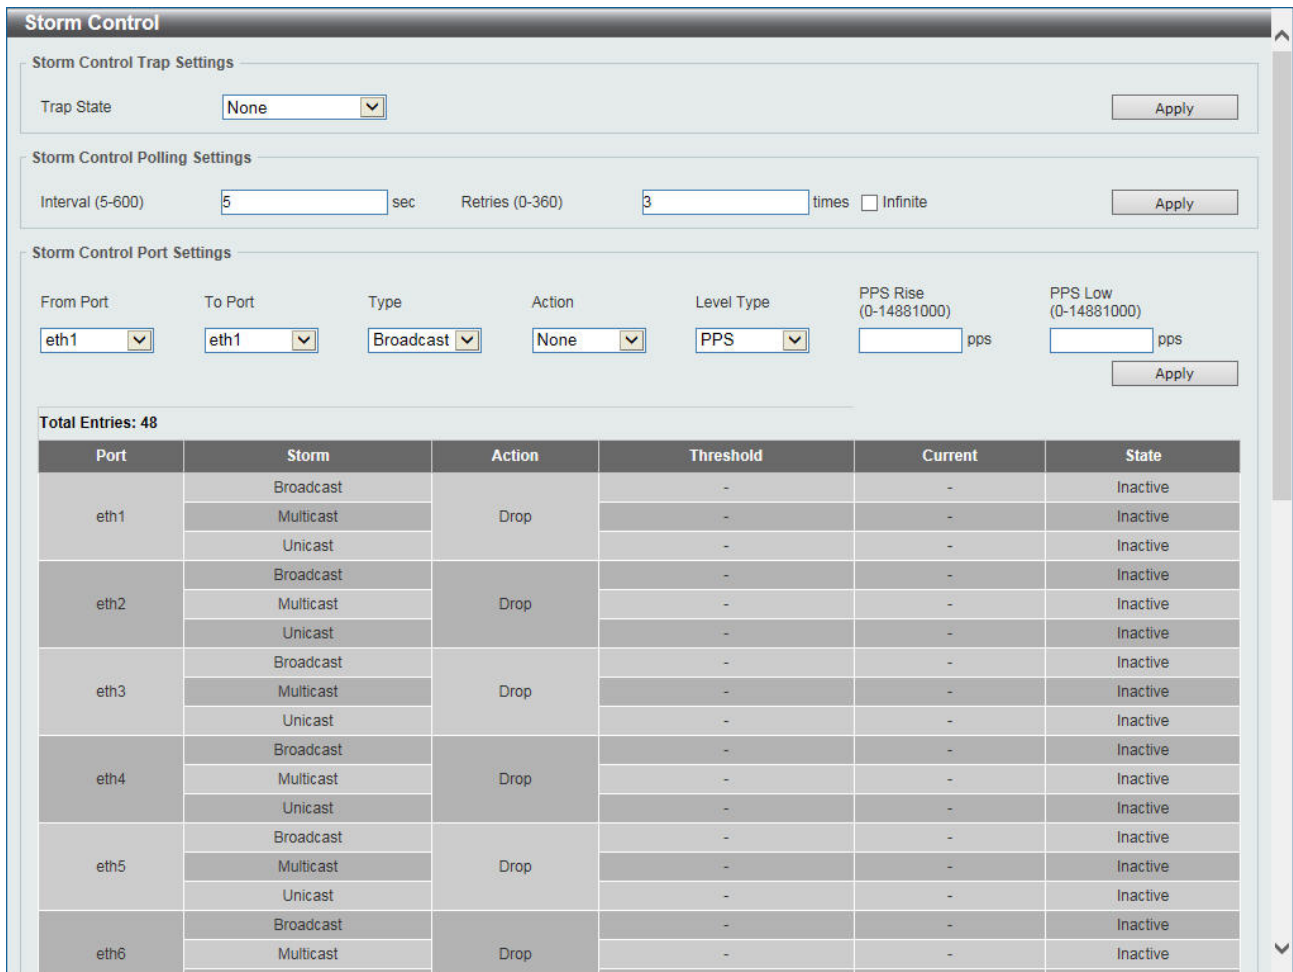 Storm Control
Storm Control Trap Settings
Trap State None Apply
Storm Control Polling Settings
Interval (5-600) 5 sec Retries (0-360) 3 times Infinite Apply
Storm Control Port Settings
From Port To Port Type Action Level Type PPS Rise (0-14881000) PPS Low (0-14881000)
eth1 eth1 Broadcast None PPS pps pps
Apply
Total Entries: 48
Port Storm Action Threshold Current State
eth1 Broadcast Drop - - Inactive
Multicast - - Inactive
Unicast - - Inactive
eth2 Broadcast Drop - - Inactive
Multicast - - Inactive
Unicast - - Inactive
eth3 Broadcast Drop - - Inactive
Multicast - - Inactive
Unicast - - Inactive
eth4 Broadcast Drop - - Inactive
Multicast - - Inactive
Unicast - - Inactive
eth5 Broadcast Drop - - Inactive
Multicast - - Inactive
Unicast - - Inactive
eth6 Broadcast Drop - - Inactive
Multicast - - Inactive